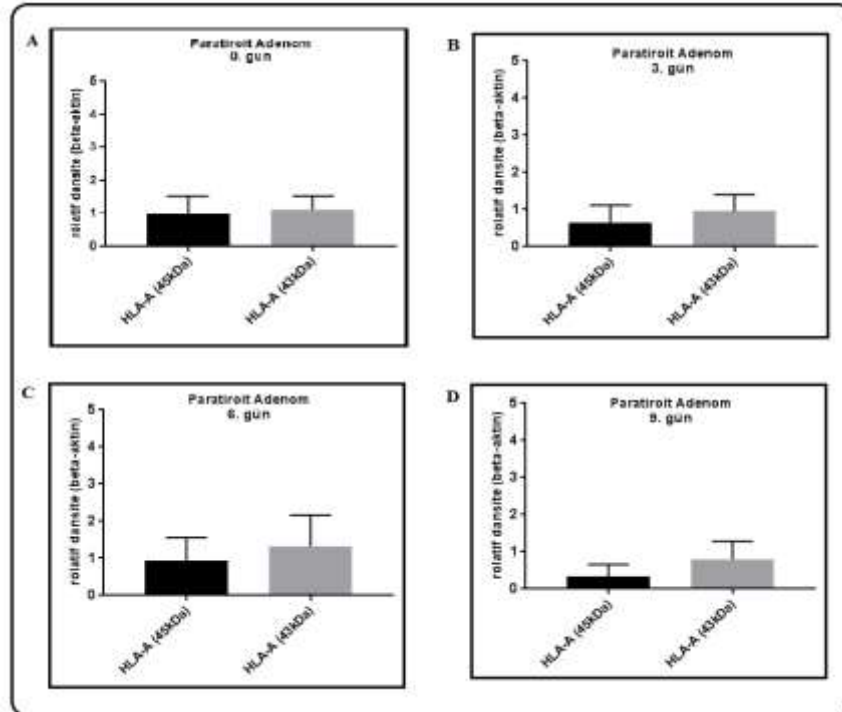 A
Paratiroit Adenom
0. gün
rolatif dansite (beta-aktin)
5
4
3
2
1
0
HLA-A (45kDa)
HLA-A (43kDa)
B
Paratiroit Adenom
3. gün
rolatif dansite (beta-aktin)
5
4
3
2
1
0
HLA-A (45kDa)
HLA-A (43kDa)
C
Paratiroit Adenom
6. gün
rolatif dansite (beta-aktin)
5
4
3
2
1
0
HLA-A (45kDa)
HLA-A (43kDa)
D
Paratiroit Adenom
9. gün
rolatif dansite (beta-aktin)
5
4
3
2
1
0
HLA-A (45kDa)
HLA-A (43kDa)